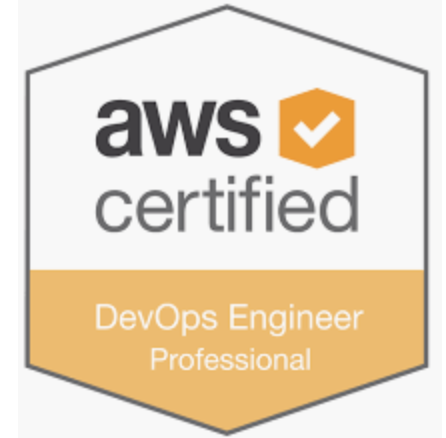 aws
certified
DevOps Engineer
Professional